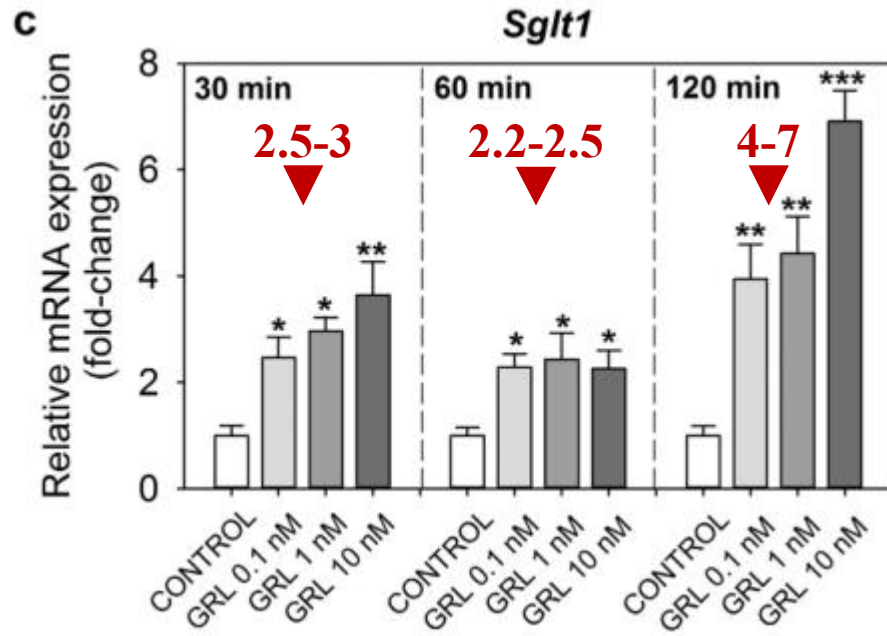 c
Sglt1
Relative mRNA expression
(fold-change)
8
6
4
2
0
30 min
60 min
120 min
2.5-3
2.2-2.5
4-7
*
*
**
*
*
*
**
**
***
CONTROL
GRL 0.1 nM
GRL 1 nM
GRL 10 nM
CONTROL
GRL 0.1 nM
GRL 1 nM
GRL 10 nM
CONTROL
GRL 0.1 nM
GRL 1 nM
GRL 10 nM